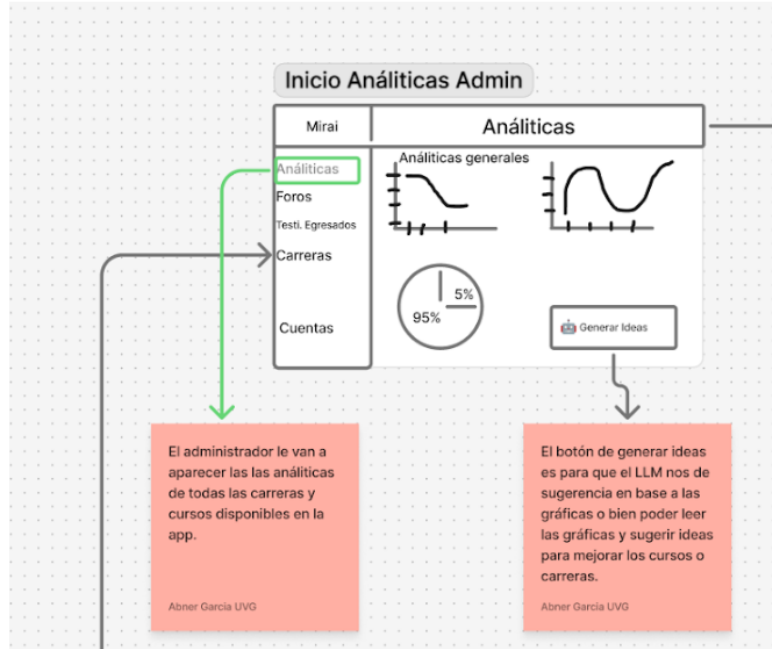 Inicio Análiticas Admin
Mirai
Análiticas
Análiticas
Foros
Testi. Egresados
Carreras
Cuentas
Análiticas generales
5%
95%
🤖 Generar Ideas
El administrador le van a
aparecer las las análiticas
de todas las carreras y
cursos disponibles en la
app.
Abner Garcia UVG
El botón de generar ideas
es para que el LLM nos de
sugerencia en base a las
gráficas o bien poder leer
las gráficas y sugerir ideas
para mejorar los cursos o
carreras.
Abner Garcia UVG